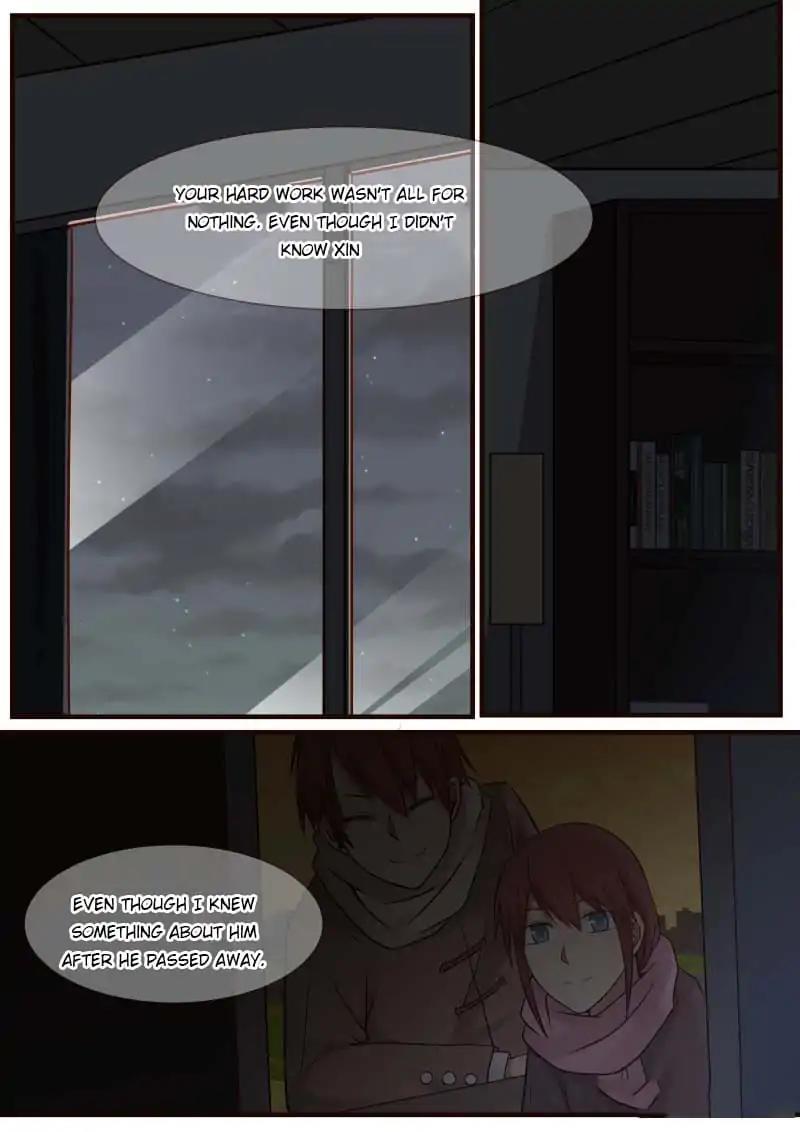 YOUR HARD WORK WASN'T ALL FOR
NOTHING. EVEN THOUGH I DIDN'T
KNOW XIN
EVEN THOUGH I KNEW
SOMETHING ABOUT HIM
AFTER HE PASSED AWAY.